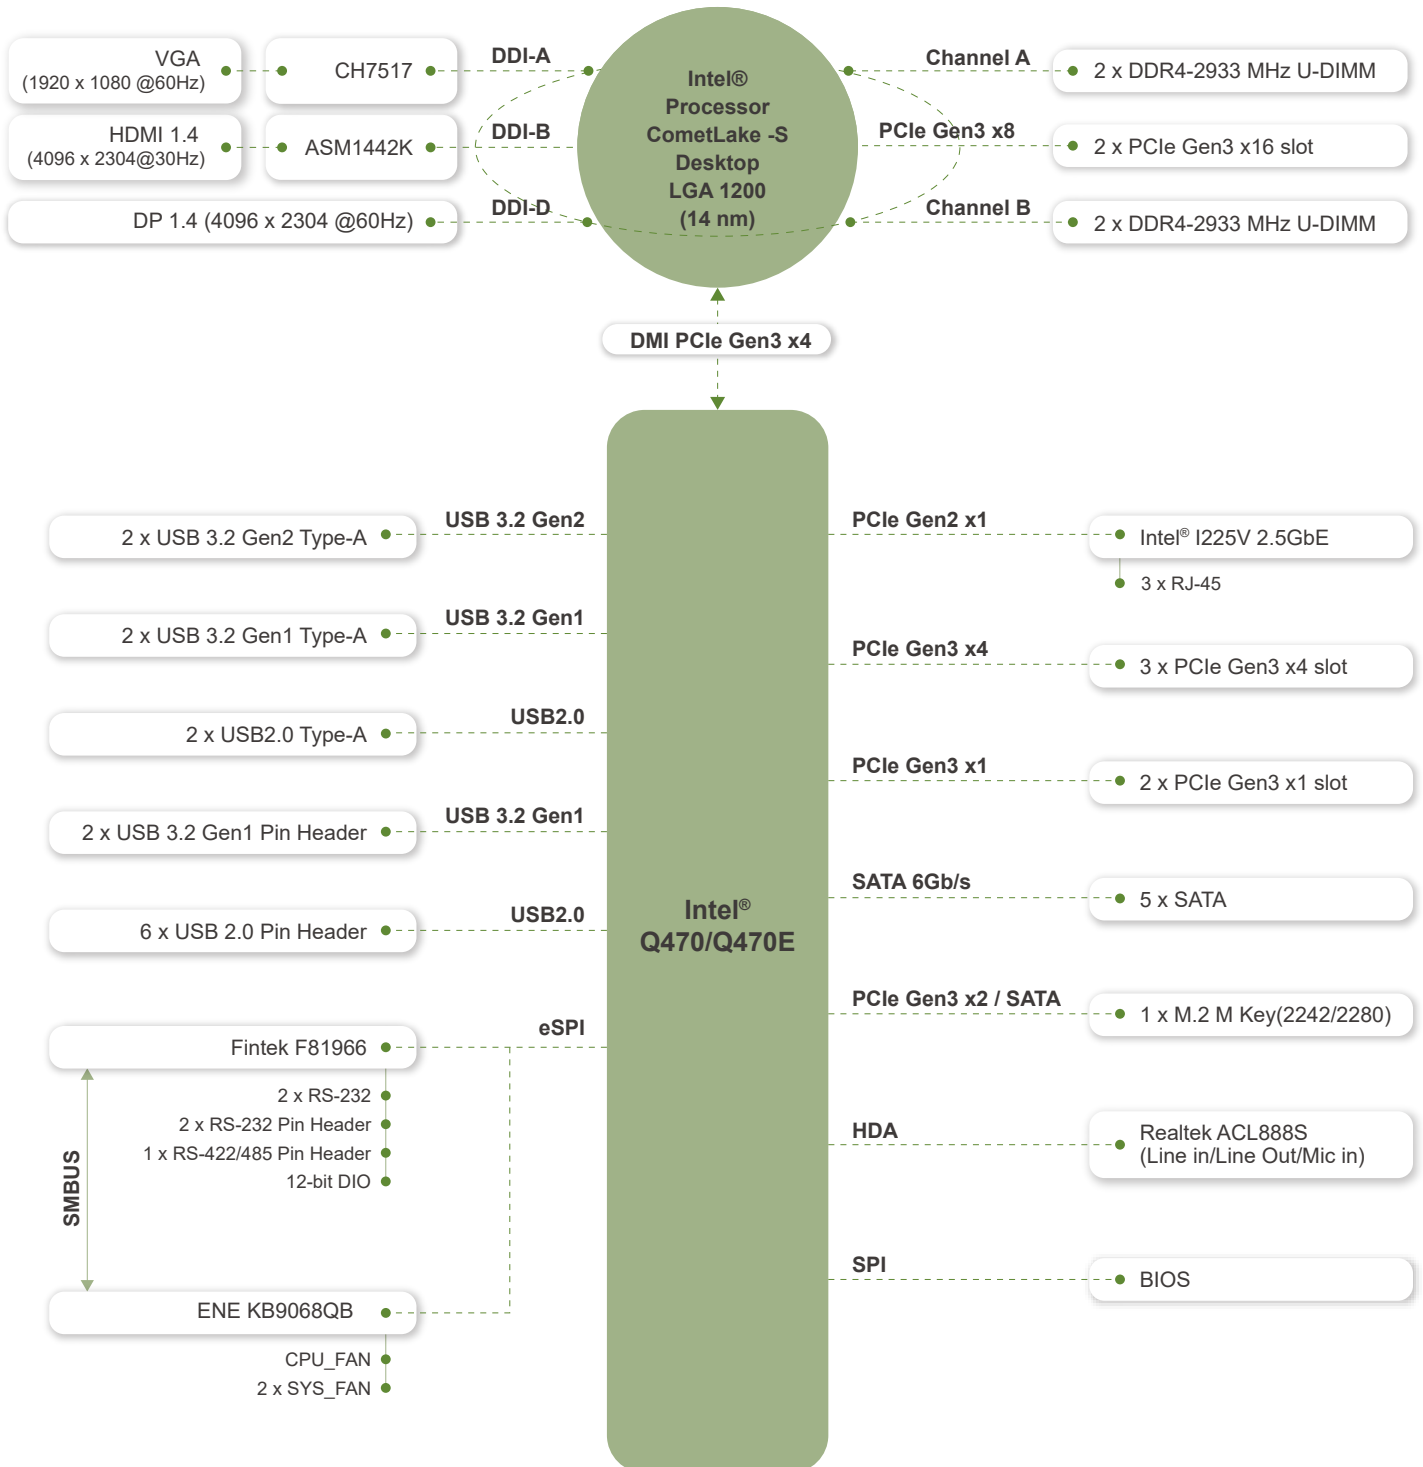 VGA
(1920 x 1080 @60Hz)
CH7517
DDI-A
HDMI 1.4
(4096 x 2304@30Hz)
ASM1442K
DDI-B
DP 1.4 (4096 x 2304 @60Hz)
DDI-D
Intel®
Processor
CometLake -S
Desktop
LGA 1200
(14 nm)
Channel A
2 x DDR4-2933 MHz U-DIMM
PCIe Gen3 x8
2 x PCIe Gen3 x16 slot
Channel B
2 x DDR4-2933 MHz U-DIMM
DMI PCIe Gen3 x4
USB 3.2 Gen2
2 x USB 3.2 Gen2 Type-A
USB 3.2 Gen1
2 x USB 3.2 Gen1 Type-A
USB2.0
2 x USB2.0 Type-A
USB 3.2 Gen1
2 x USB 3.2 Gen1 Pin Header
USB2.0
6 x USB 2.0 Pin Header
eSPI
Fintek F81966
2 x RS-232
2 x RS-232 Pin Header
1 x RS-422/485 Pin Header
12-bit DIO
SMBUS
ENE KB9068QB
CPU_FAN
2 x SYS_FAN
Intel®
Q470/Q470E
PCIe Gen2 x1
Intel® I225V 2.5GbE
3 x RJ-45
PCIe Gen3 x4
3 x PCIe Gen3 x4 slot
PCIe Gen3 x1
2 x PCIe Gen3 x1 slot
SATA 6Gb/s
5 x SATA
PCIe Gen3 x2 / SATA
1 x M.2 M Key(2242/2280)
HDA
Realtek ACL888S
(Line in/Line Out/Mic in)
SPI
BIOS